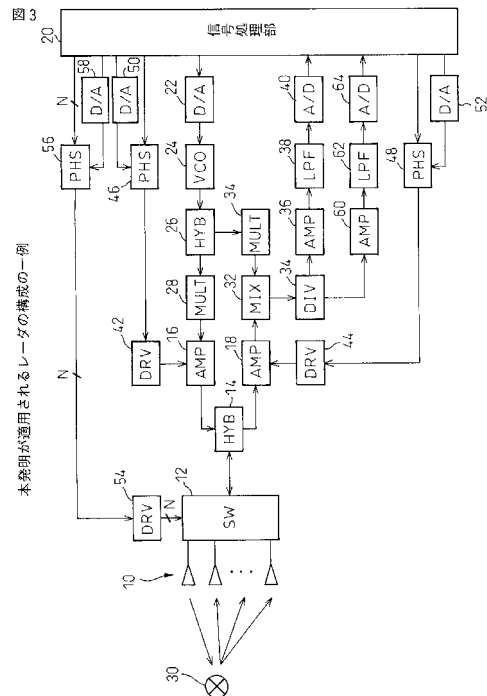 図3
本発明が適用されるレーダの構成の一例
信号処理部
20
N
58
D/A
50
D/A
56
PHS
46
PHS
22
D/A
24
VCO
26
HYB
34
MULT
28
MULT
40
A/D
64
A/D
38
LPF
62
LPF
36
AMP
60
AMP
32
MIX
34
DIV
48
PHS
D/A
52
42
DRV
16
AMP
18
AMP
44
DRV
14
HYB
N
54
DRV
N
12
SW
10
30